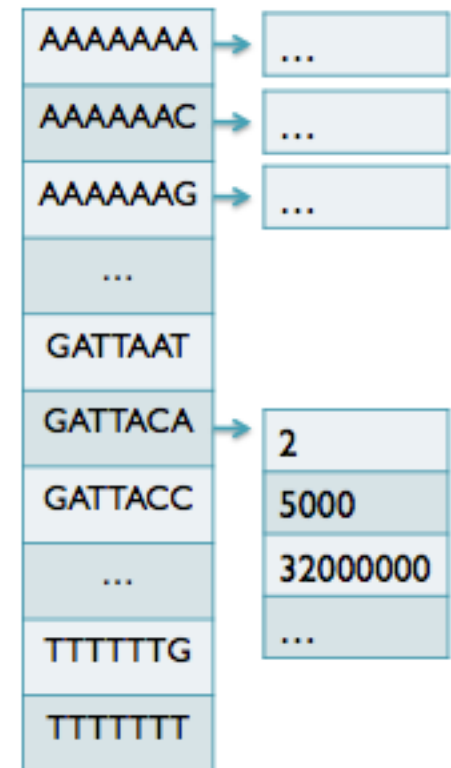 AAAAAAA
...
AAAAAAC
...
AAAAAAG
...
...
GATTAAT
GATTACA
2
GATTACC
5000
...
32000000
...
TTTTTTG
TTTTTTT